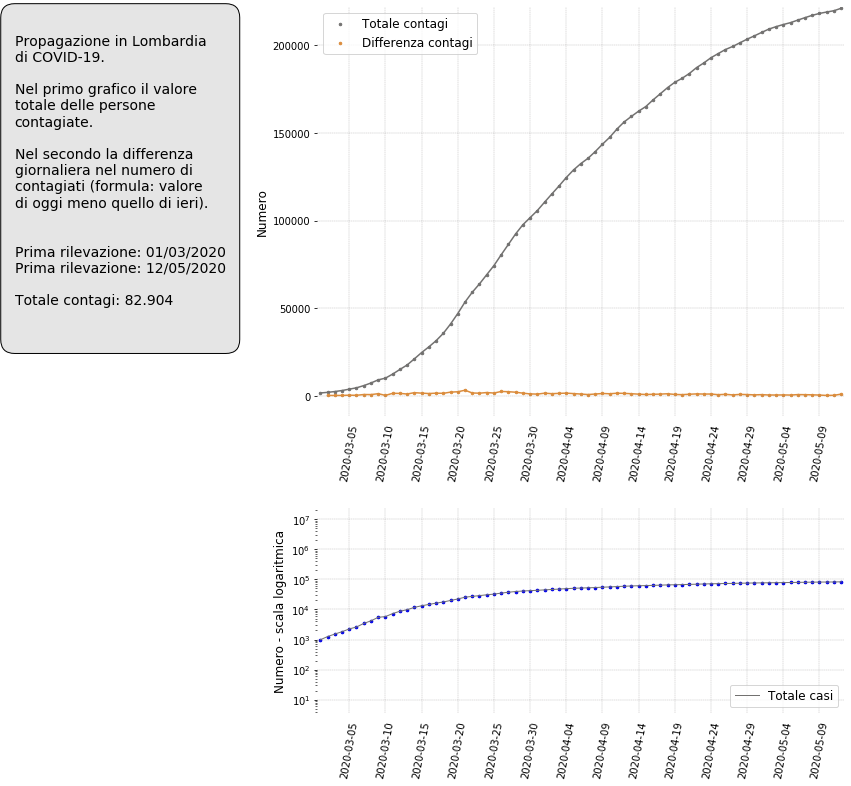 Propagazione in Lombardia
di COVID-19.
Nel primo grafico il valore
totale delle persone
contagiate.
Nel secondo la differenza
giornaliera nel numero di
contagiati (formula: valore
di oggi meno quello di ieri).
Prima rilevazione: 01/03/2020
Prima rilevazione: 12/05/2020
Totale contagi: 82.904
Totale contagi
Differenza contagi
Numero
200000
150000
100000
50000
0
2020-03-05
2020-03-10
2020-03-15
2020-03-20
2020-03-25
2020-03-30
2020-04-04
2020-04-09
2020-04-14
2020-04-19
2020-04-24
2020-04-29
2020-05-04
2020-05-09
Numero - scala logaritmica
10⁷
10⁶
10⁵
10⁴
10³
10²
10¹
Totale casi
2020-03-05
2020-03-10
2020-03-15
2020-03-20
2020-03-25
2020-03-30
2020-04-04
2020-04-09
2020-04-14
2020-04-19
2020-04-24
2020-04-29
2020-05-04
2020-05-09